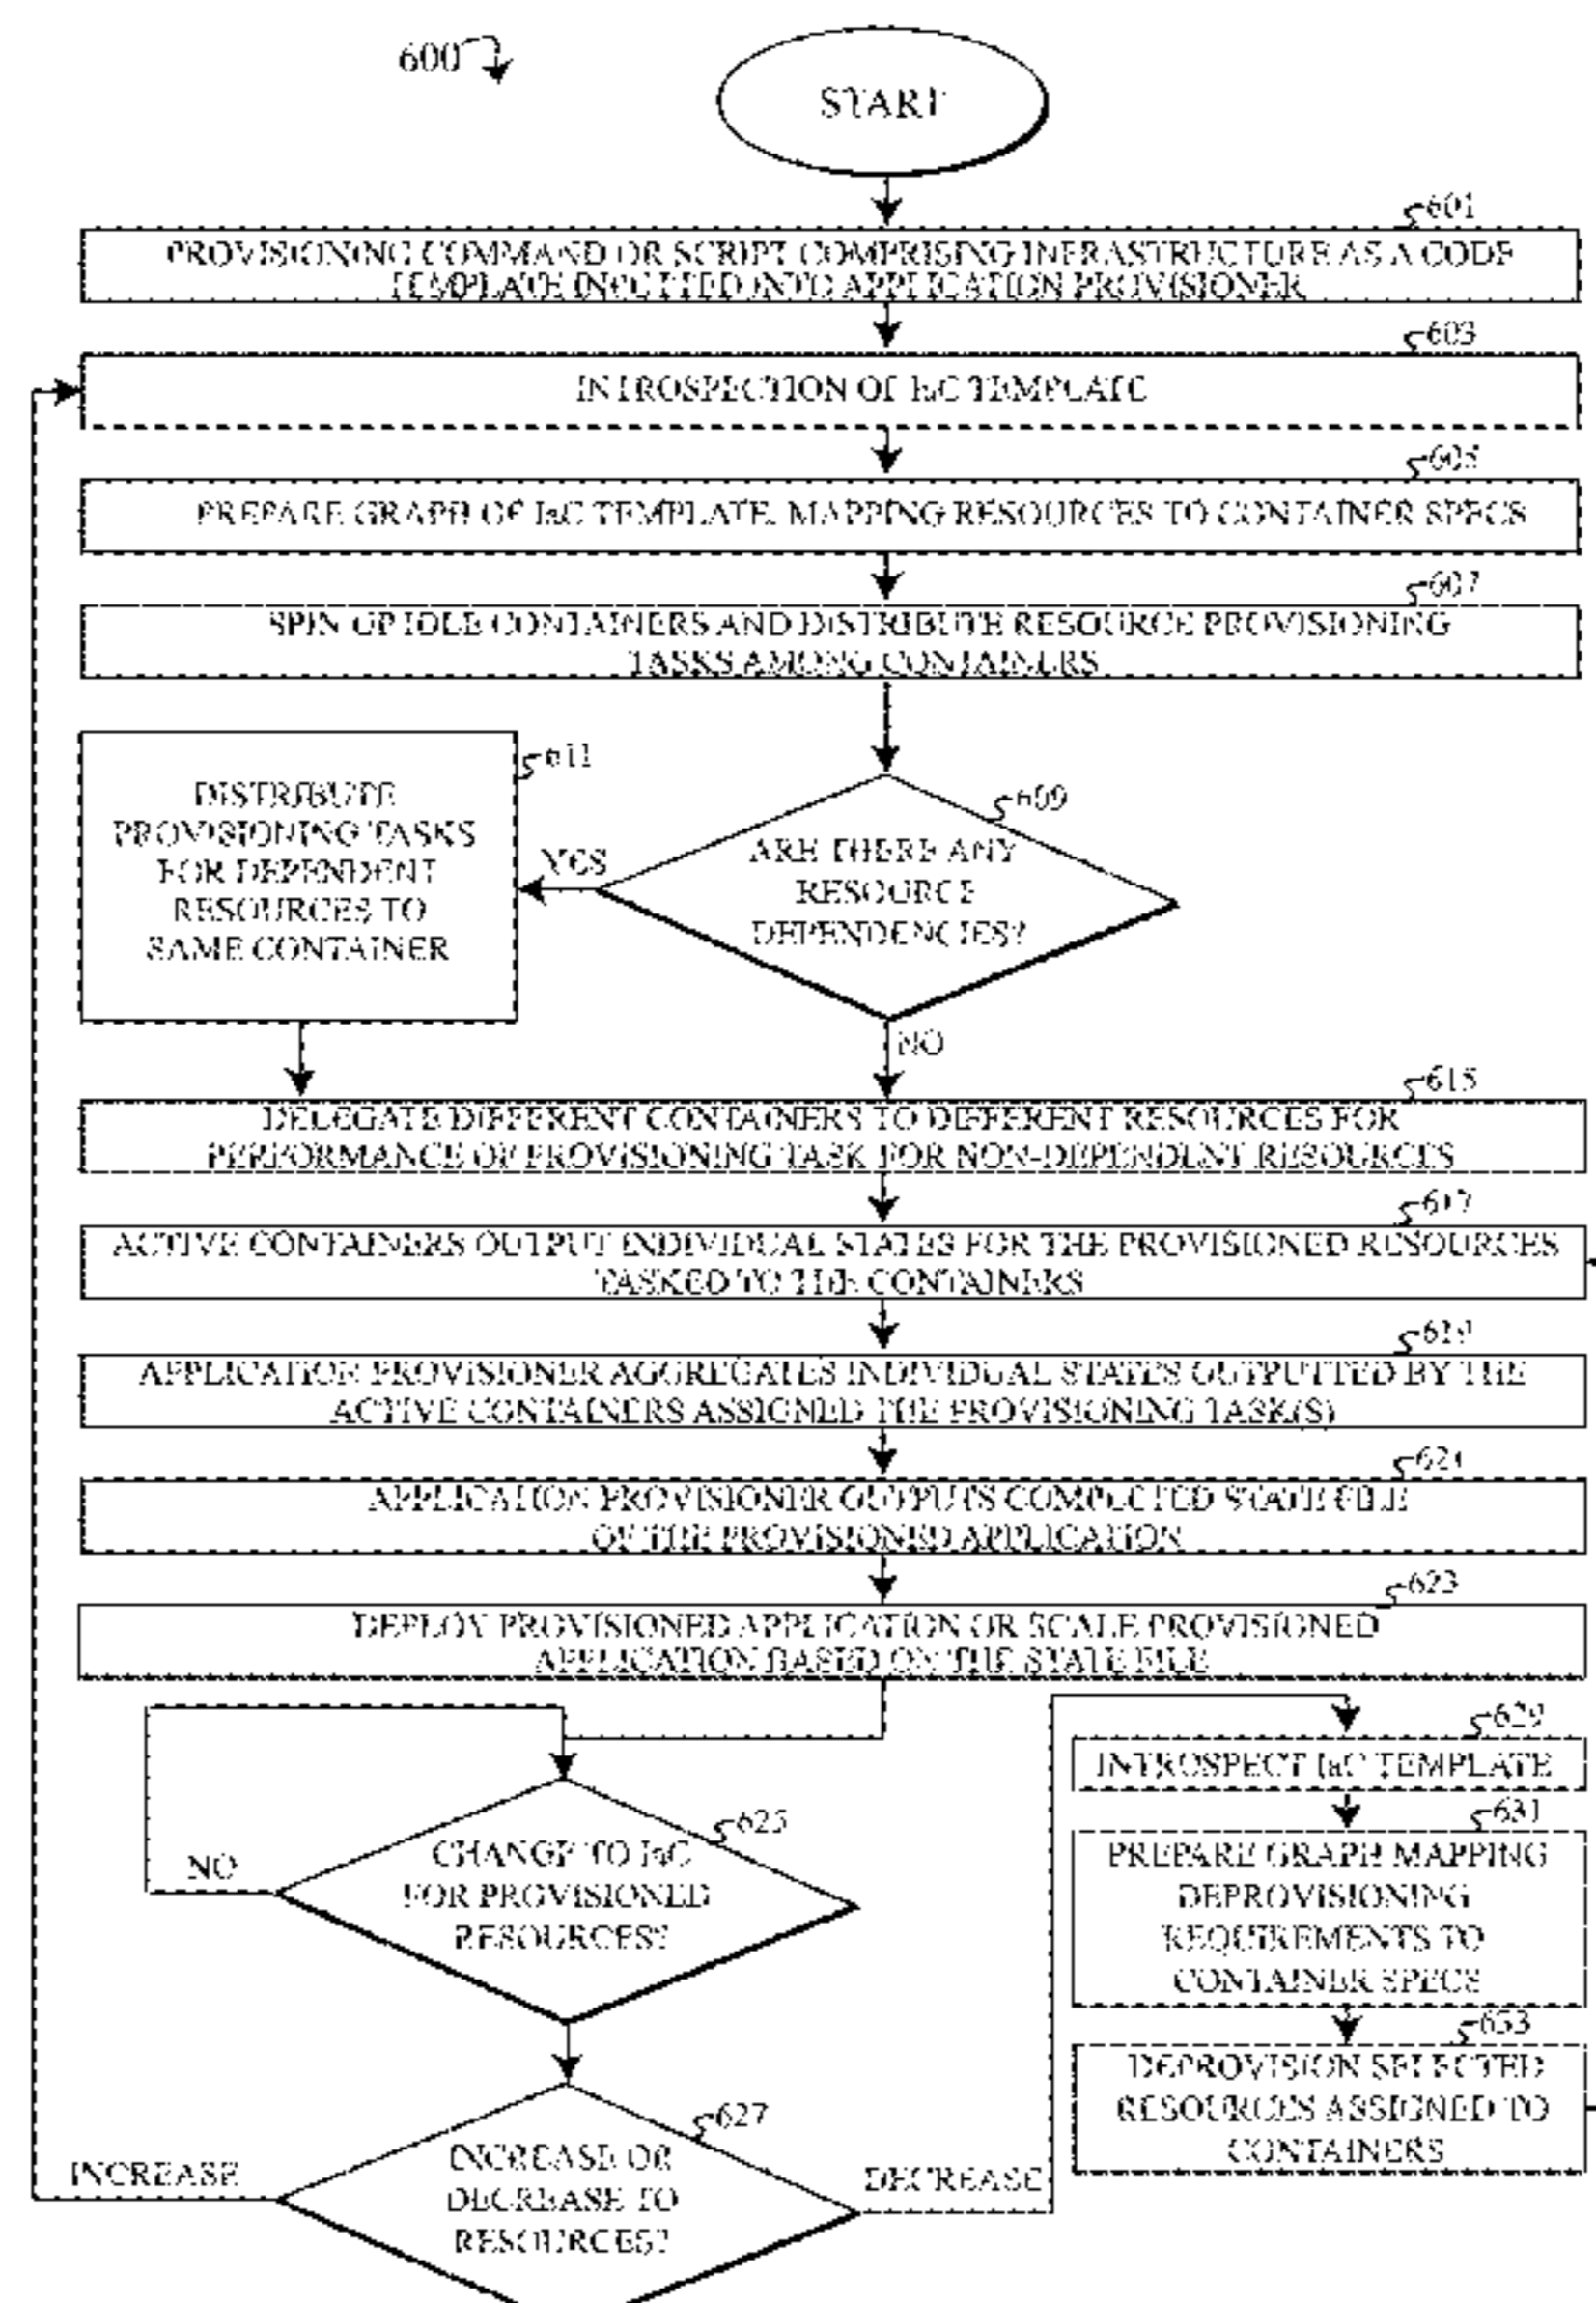 600
START
601
PROVISIONING COMMAND OR SCRIPT COMPRISING INFRASTRUCTURE AS A CODE
TEMPLATE INPUTTED INTO APPLICATION PROVISIONER
603
INTROSPECTION OF IaC TEMPLATE
605
PREPARE GRAPH OF IaC TEMPLATE, MAPPING RESOURCES TO CONTAINER SPECS
607
SPIN UP IDLE CONTAINERS AND DISTRIBUTE RESOURCE PROVISIONING
TASKS AMONG CONTAINERS
611
DISTRIBUTE
PROVISIONING TASKS
FOR DEPENDENT
RESOURCES TO
SAME CONTAINER
YES
609
ARE THERE ANY
RESOURCE
DEPENDENCIES?
NO
615
DELEGATE DIFFERENT CONTAINERS TO DIFFERENT RESOURCES FOR
PERFORMANCE OF PROVISIONING TASK FOR NON-DEPENDENT RESOURCES
617
ACTIVE CONTAINERS OUTPUT INDIVIDUAL STATES FOR THE PROVISIONED RESOURCES
TASKED TO THE CONTAINERS
619
APPLICATION PROVISIONER AGGREGATES INDIVIDUAL STATES OUTPUTTED BY THE
ACTIVE CONTAINERS ASSIGNED THE PROVISIONING TASK(S)
621
APPLICATION PROVISIONER OUTPUTS COMPLETED STATE FILE
OF THE PROVISIONED APPLICATION
623
DEPLOY PROVISIONED APPLICATION OR SCALE PROVISIONED
APPLICATION BASED ON THE STATE FILE
625
CHANGE TO IaC
FOR PROVISIONED
RESOURCES?
NO
627
INCREASE OR
DECREASE TO
RESOURCES?
INCREASE
DECREASE
629
INTROSPECT IaC TEMPLATE
631
PREPARE GRAPH MAPPING
DEPROVISIONING
REQUIREMENTS TO
CONTAINER SPECS
633
DEPROVISION SELECTED
RESOURCES ASSIGNED TO
CONTAINERS